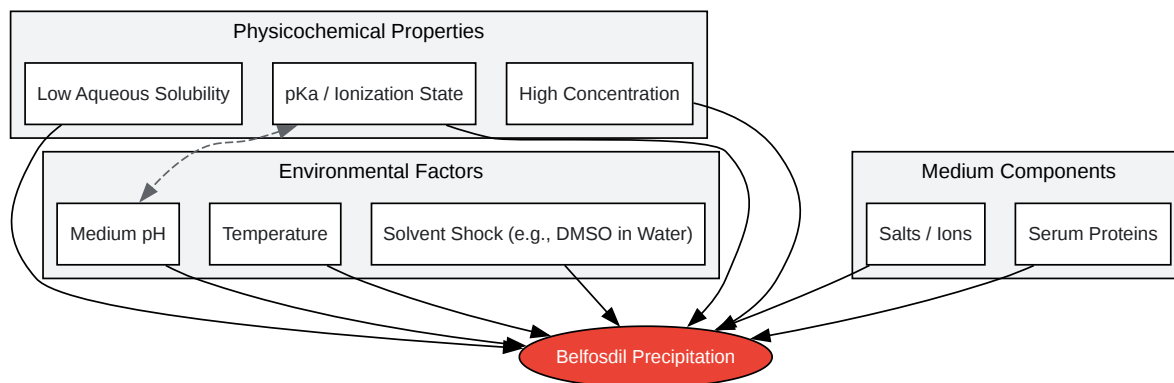 Physicochemical Properties
Low Aqueous Solubility
pKa / Ionization State
High Concentration
Environmental Factors
Medium pH
Temperature
Solvent Shock (e.g., DMSO in Water)
Medium Components
Salts / Ions
Serum Proteins
Belfosdil Precipitation